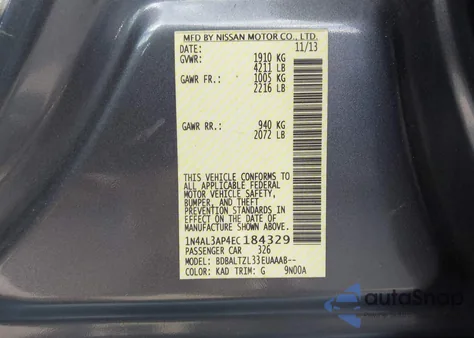 MFD BY NISSAN MOTOR CO., LTD.
DATE: 11/13
GVWR: 1910 KG
4211 LB
GAWR FR.: 1005 KG
2216 LB
GAWR RR.: 940 KG
2072 LB
THIS VEHICLE CONFORMS TO
ALL APPLICABLE FEDERAL
MOTOR VEHICLE SAFETY,
BUMPER, AND THEFT
PREVENTION STANDARDS
IN EFFECT ON THE DATE OF
MANUFACTURE SHOWN ABOVE.
1N4AL3AP4EC184329
PASSENGER CAR 326
MODEL: BDBALTZL33EUAAAB--
COLOR: KAD TRIM: G 9N00A
autoSnap